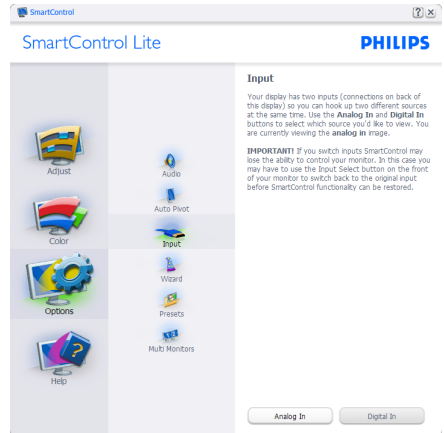 SmartControl
SmartControl Lite
PHILIPS
Adjust
Color
Options
Help
Audio
Auto Pivot
Input
Wizard
Presets
Multi Monitors
Input
Your display has two inputs (connections on back of
this display) so you can hook up two different sources
at the same time. Use the Analog In and Digital In
buttons to select which source you'd like to view. You
are currently viewing the analog in image.
IMPORTANT! If you switch inputs SmartControl may
lose the ability to control your monitor. In this case you
may have to use the Input Select button on the front
of your monitor to switch back to the original input
before SmartControl functionality can be restored.
Analog In
Digital In